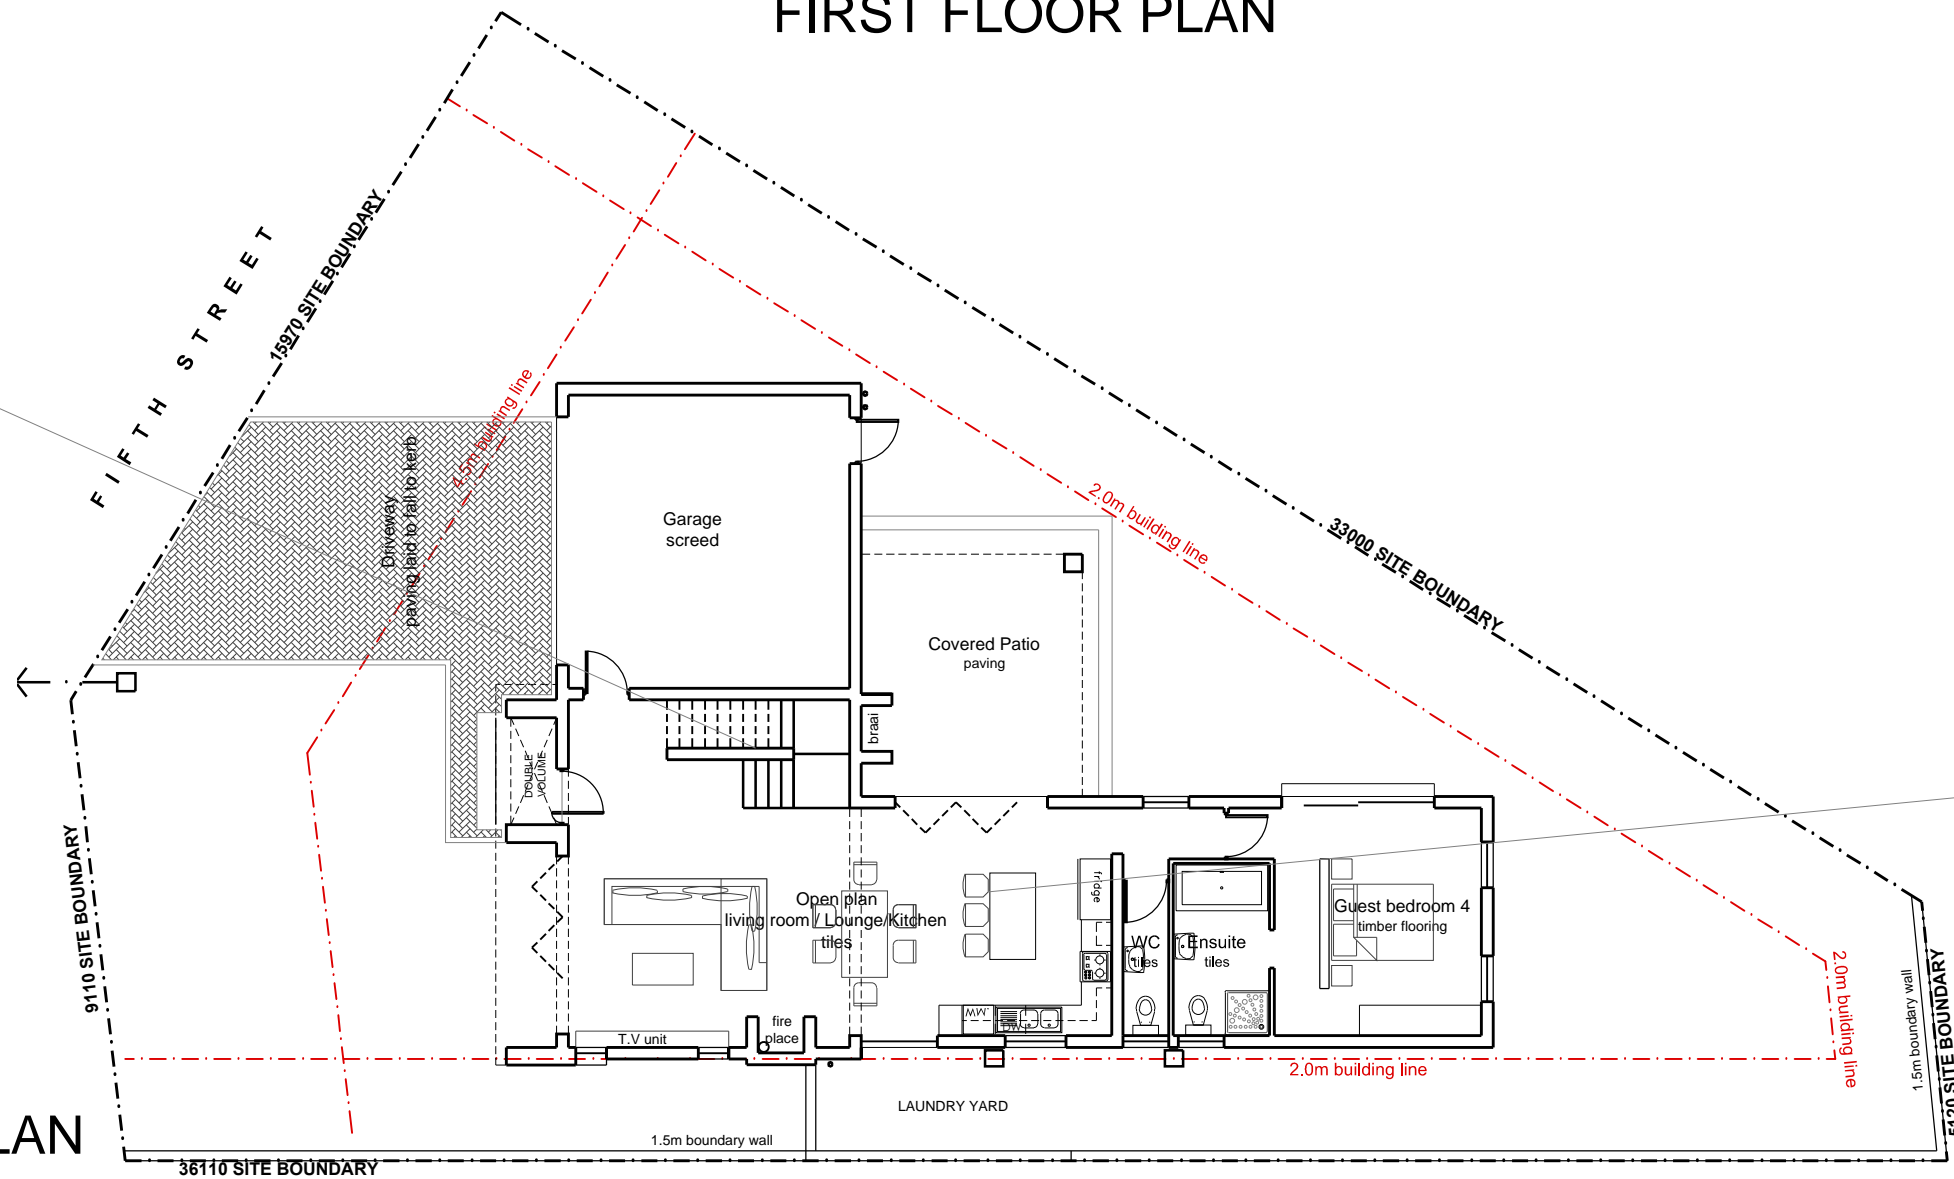 FIRST FLOOR PLAN
FIFTH STREET
15970 SITE BOUNDARY
4.5m building line
Driveway
paving laid to fall to kerb
Garage
screed
2.0m building line
33000 SITE BOUNDARY
Covered Patio
paving
braai
DOUBLE
VOLUME
9110 SITE BOUNDARY
Open plan
living room / Lounge/Kitchen
tiles
fridge
WC
tiles
Ensuite
tiles
Guest bedroom 4
timber flooring
MW.
DW
T.V unit
fire
place
2.0m building line
2.0m building line
1.5m boundary wall
5120 SITE BOUNDARY
LAUNDRY YARD
1.5m boundary wall
36110 SITE BOUNDARY
LAN